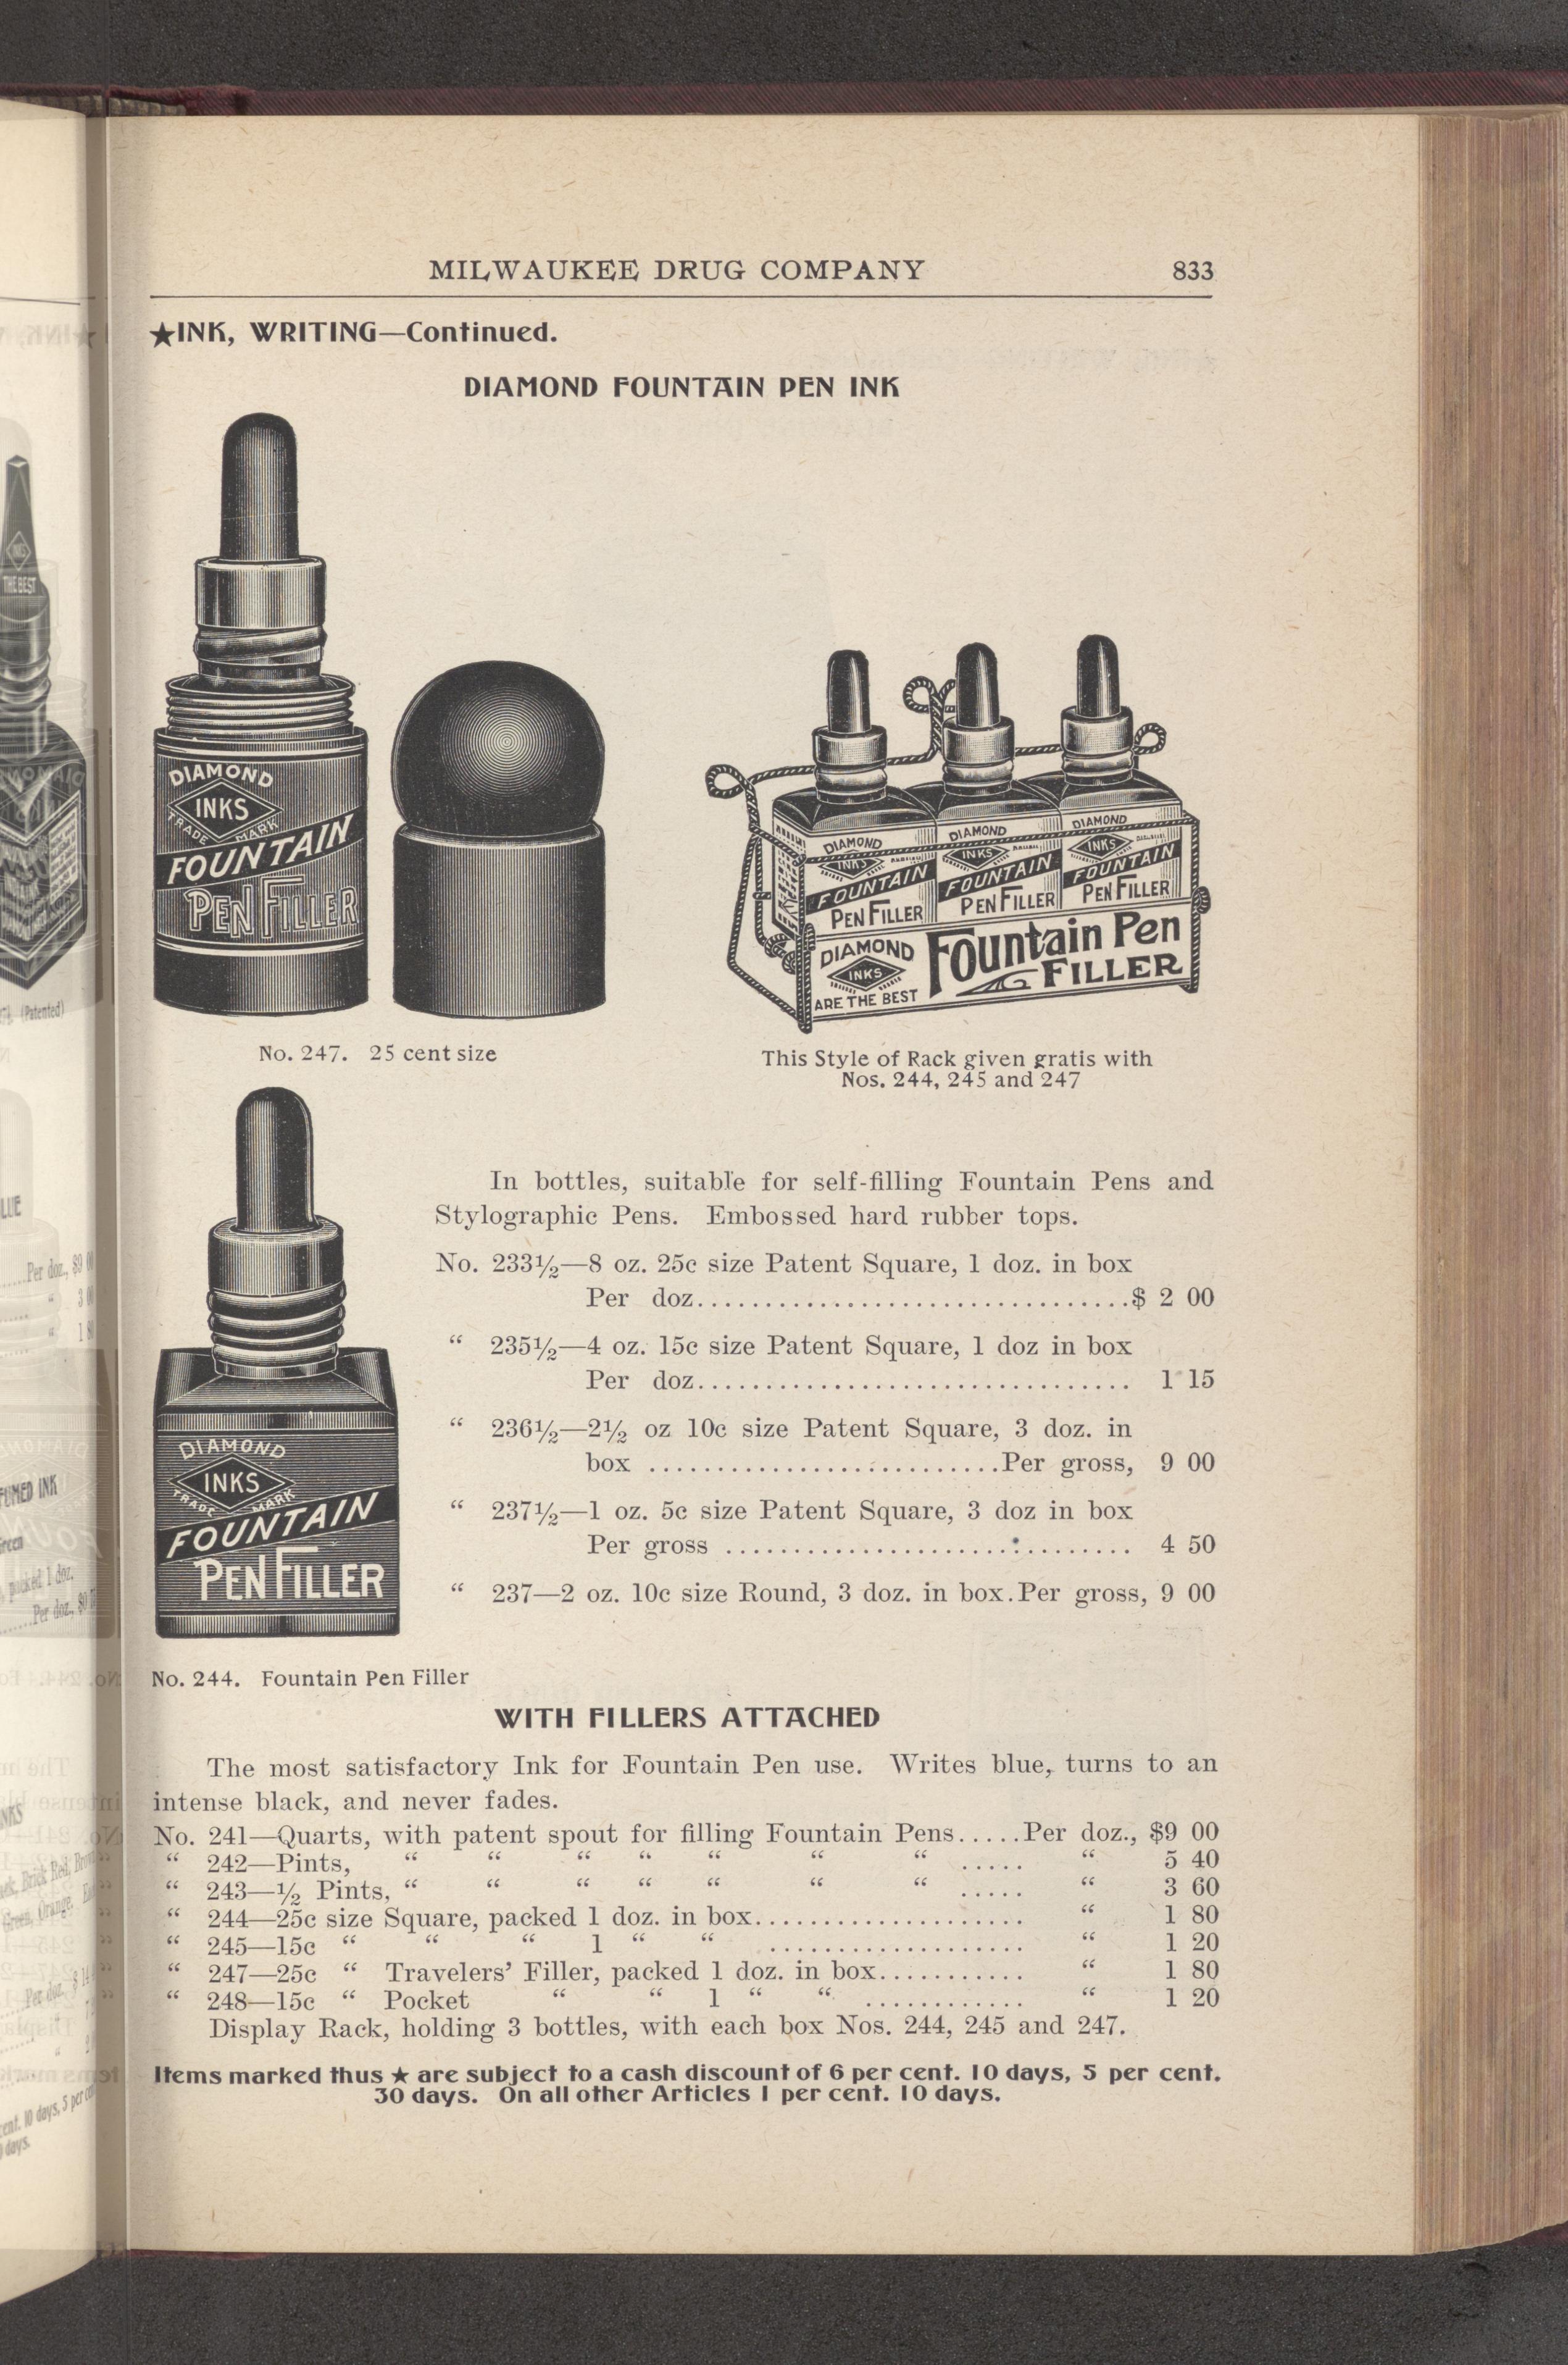 MILWAUKEE DRUG COMPANY 833
★INK, WRITING—Continued.
DIAMOND FOUNTAIN PEN INK
DIAMOND
INKS
TRADE MARK
FOUNTAIN
PEN FILLER
DIAMOND
INKS
FOUNTAIN
PEN FILLER
DIAMOND
INKS
FOUNTAIN
PEN FILLER
DIAMOND
INKS
FOUNTAIN
PEN FILLER
DIAMOND
INKS
ARE THE BEST
Fountain Pen
FILLER
No. 247. 25 cent size
This Style of Rack given gratis with
Nos. 244, 245 and 247
DIAMOND
INKS
TRADE MARK
FOUNTAIN
PEN FILLER
No. 244. Fountain Pen Filler
In bottles, suitable for self-filling Fountain Pens and
Stylographic Pens. Embossed hard rubber tops.
No. 233½—8 oz. 25c size Patent Square, 1 doz. in box
Per doz................................$ 2 00
“ 235½—4 oz. 15c size Patent Square, 1 doz in box
Per doz................................ 1 15
“ 236½—2½ oz 10c size Patent Square, 3 doz. in
box ..........................Per gross, 9 00
“ 237½—1 oz. 5c size Patent Square, 3 doz in box
Per gross .............................. 4 50
“ 237—2 oz. 10c size Round, 3 doz. in box.Per gross, 9 00
WITH FILLERS ATTACHED
The most satisfactory Ink for Fountain Pen use. Writes blue, turns to an
intense black, and never fades.
No. 241—Quarts, with patent spout for filling Fountain Pens.....Per doz., $9 00
“ 242—Pints, “ “ “ “ “ “ “ ..... “ 5 40
“ 243—½ Pints, “ “ “ “ “ “ “ ..... “ 3 60
“ 244—25c size Square, packed 1 doz. in box.................... “ 1 80
“ 245—15c “ “ “ 1 “ “ ................... “ 1 20
“ 247—25c “ Travelers’ Filler, packed 1 doz. in box........... “ 1 80
“ 248—15c “ Pocket “ “ 1 “ “ ............ “ 1 20
Display Rack, holding 3 bottles, with each box Nos. 244, 245 and 247.
Items marked thus ★ are subject to a cash discount of 6 per cent. 10 days, 5 per cent.
30 days. On all other Articles 1 per cent. 10 days.